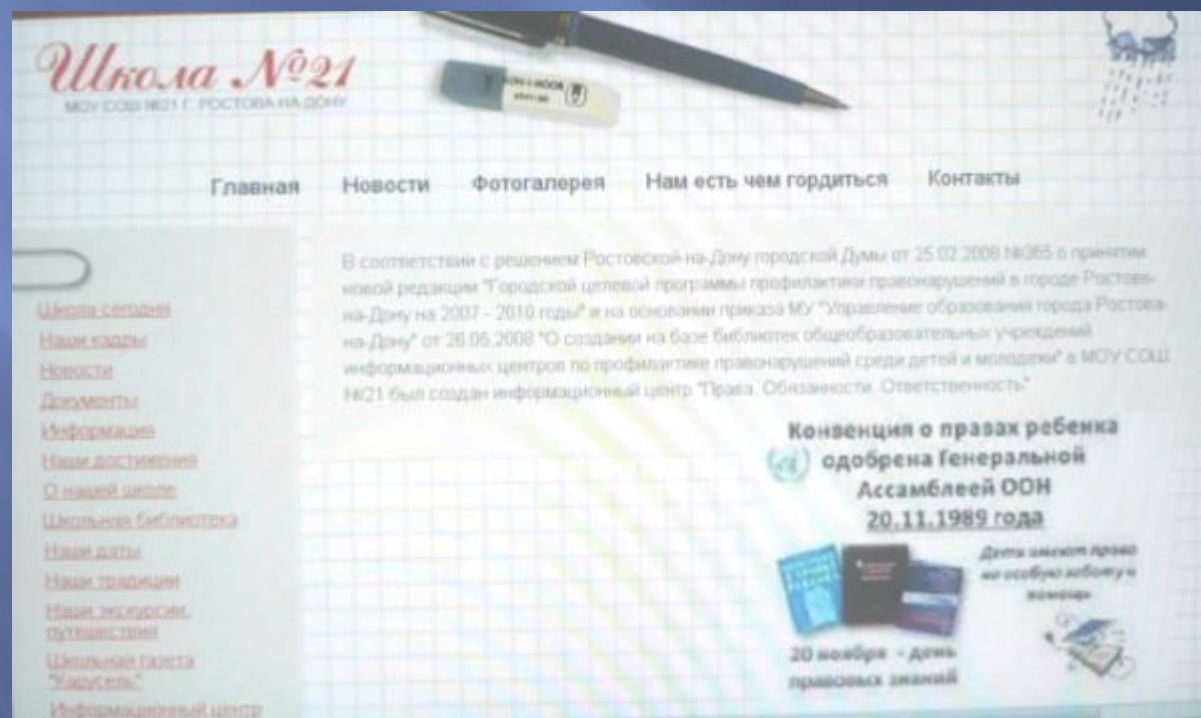 Школа №21
МОУ СОШ №21 Г. РОСТОВА-НА-ДОНУ
KOH-I-NOOR
Главная Новости Фотогалерея Нам есть чем гордиться Контакты
Школа сегодня
Наши кадры
Новости
Документы
Информация
Наши достижения
О нашей школе
Школьная библиотека
Наши даты
Наши традиции
Наши экскурсии,
путешествия
Школьная газета
"Карусель"
Информационный центр
В соответствии с решением Ростовской-на-Дону городской Думы от 25.02.2008 №365 о принятии
новой редакции "Городской целевой программы профилактики правонарушений в городе Ростове-
на-Дону на 2007 - 2010 годы" и на основании приказа МУ "Управление образования города Ростова-
на-Дону" от 26.05.2008 "О создании на базе библиотек общеобразовательных учреждений
информационных центров по профилактике правонарушений среди детей и молодежи" в МОУ СОШ
№21 был создан информационный центр "Права. Обязанности. Ответственность"
Конвенция о правах ребенка
одобрена Генеральной
Ассамблеей ООН
20.11.1989 года
Дети имеют право
на особую заботу и
помощь
20 ноября - день
правовых знаний